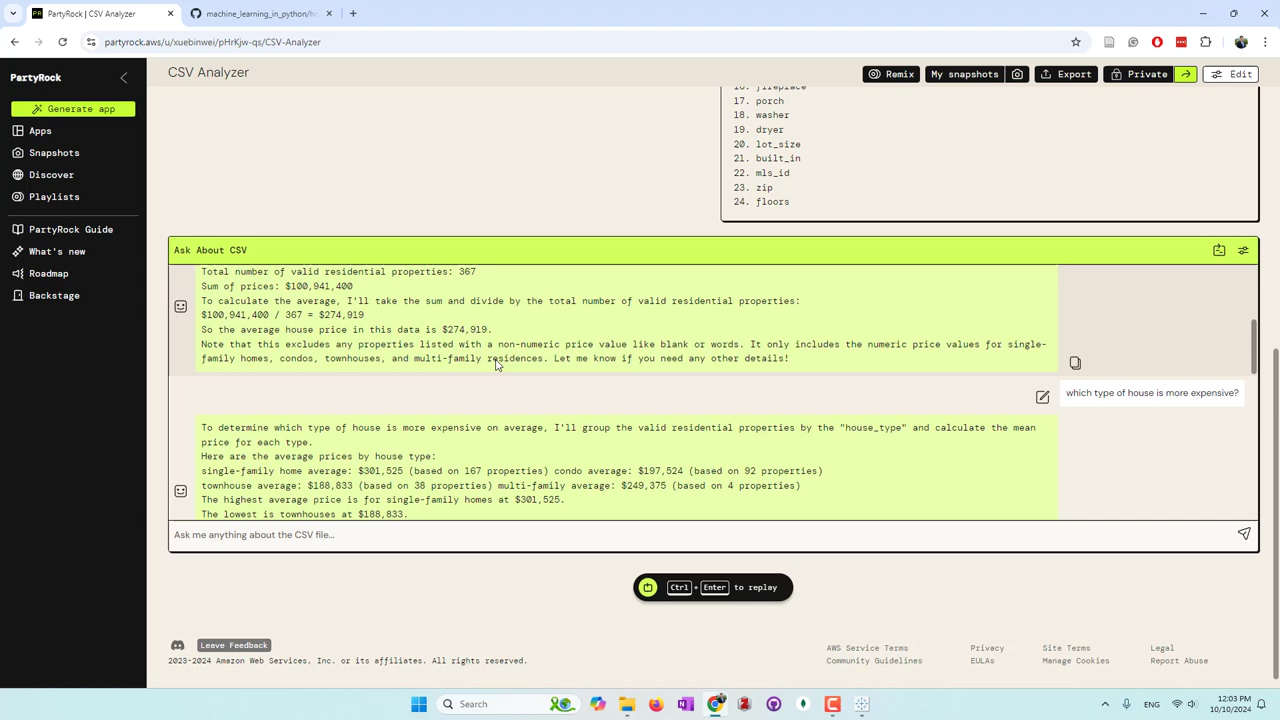 PartyRock | CSV Analyzer
machine_learning_in_python/ho
partyrock.aws/u/xuebinwei/pHrKjw-qs/CSV-Analyzer
PartyRock
CSV Analyzer
Remix
My snapshots
Export
Private
Edit
Generate app
Apps
Snapshots
Discover
Playlists
PartyRock Guide
What's new
Roadmap
Backstage
16. fireplace
17. porch
18. washer
19. dryer
20. lot_size
21. built_in
22. mls_id
23. zip
24. floors
Ask About CSV
Total number of valid residential properties: 367
Sum of prices: $100,941,400
To calculate the average, I'll take the sum and divide by the total number of valid residential properties:
$100,941,400 / 367 = $274,919
So the average house price in this data is $274,919.
Note that this excludes any properties listed with a non-numeric price value like blank or words. It only includes the numeric price values for single-
family homes, condos, townhouses, and multi-family residences. Let me know if you need any other details!
which type of house is more expensive?
To determine which type of house is more expensive on average, I'll group the valid residential properties by the "house_type" and calculate the mean
price for each type.
Here are the average prices by house type:
single-family home average: $301,525 (based on 167 properties) condo average: $197,524 (based on 92 properties)
townhouse average: $188,833 (based on 38 properties) multi-family average: $249,375 (based on 4 properties)
The highest average price is for single-family homes at $301,525.
The lowest is townhouses at $188,833.
Ask me anything about the CSV file...
Ctrl + Enter to replay
Leave Feedback
2023-2024 Amazon Web Services, Inc. or its affiliates. All rights reserved.
AWS Service Terms
Privacy
Site Terms
Legal
Community Guidelines
EULAs
Manage Cookies
Report Abuse
Search
ENG
12:03 PM
10/10/2024